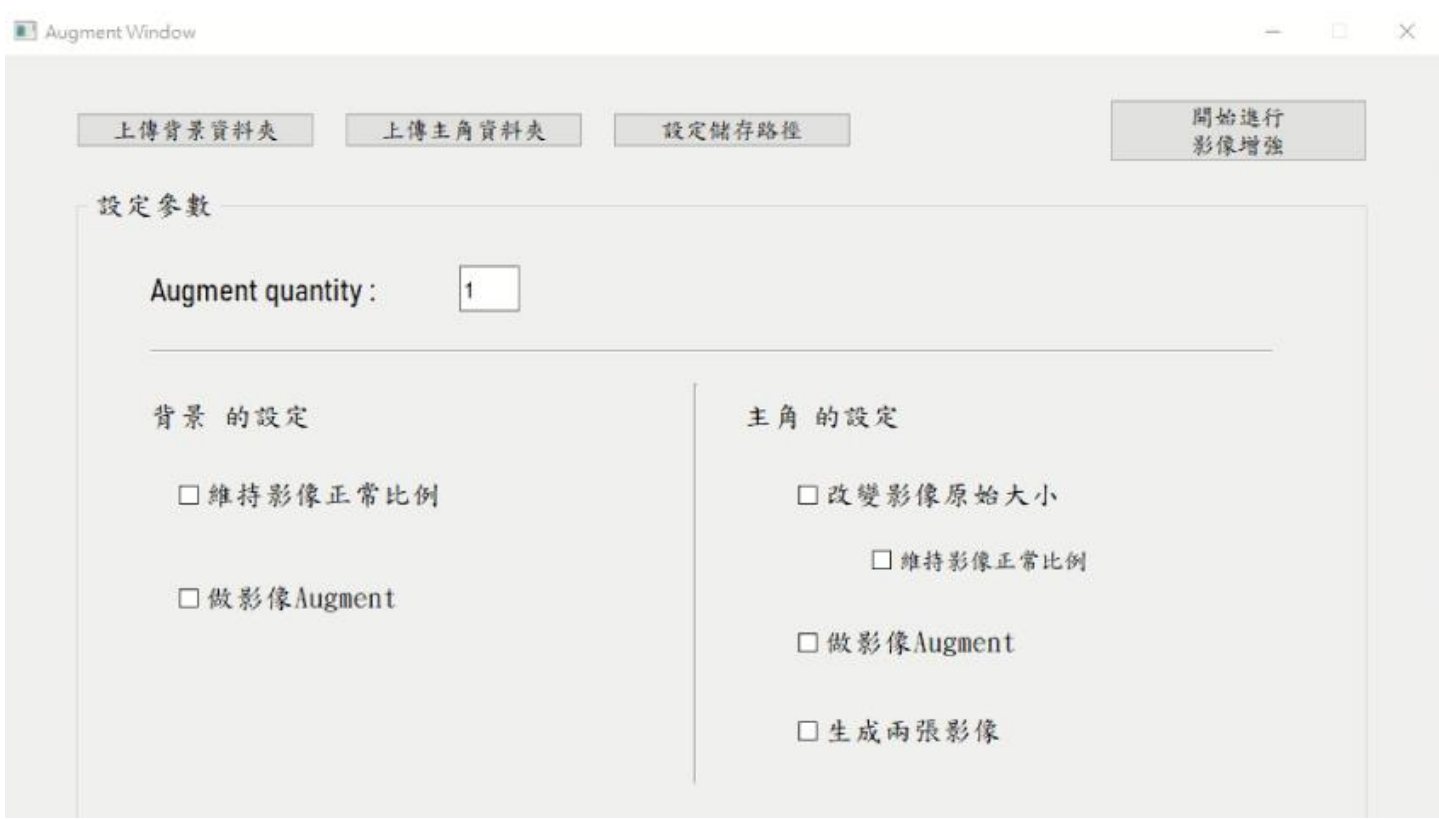 Augment Window
上傳背景資料夾
上傳主角資料夾
設定儲存路徑
開始進行
影像增強
設定參數
Augment quantity :
1
背景 的設定
主角 的設定
維持影像正常比例
改變影像原始大小
維持影像正常比例
做影像Augment
做影像Augment
生成兩張影像